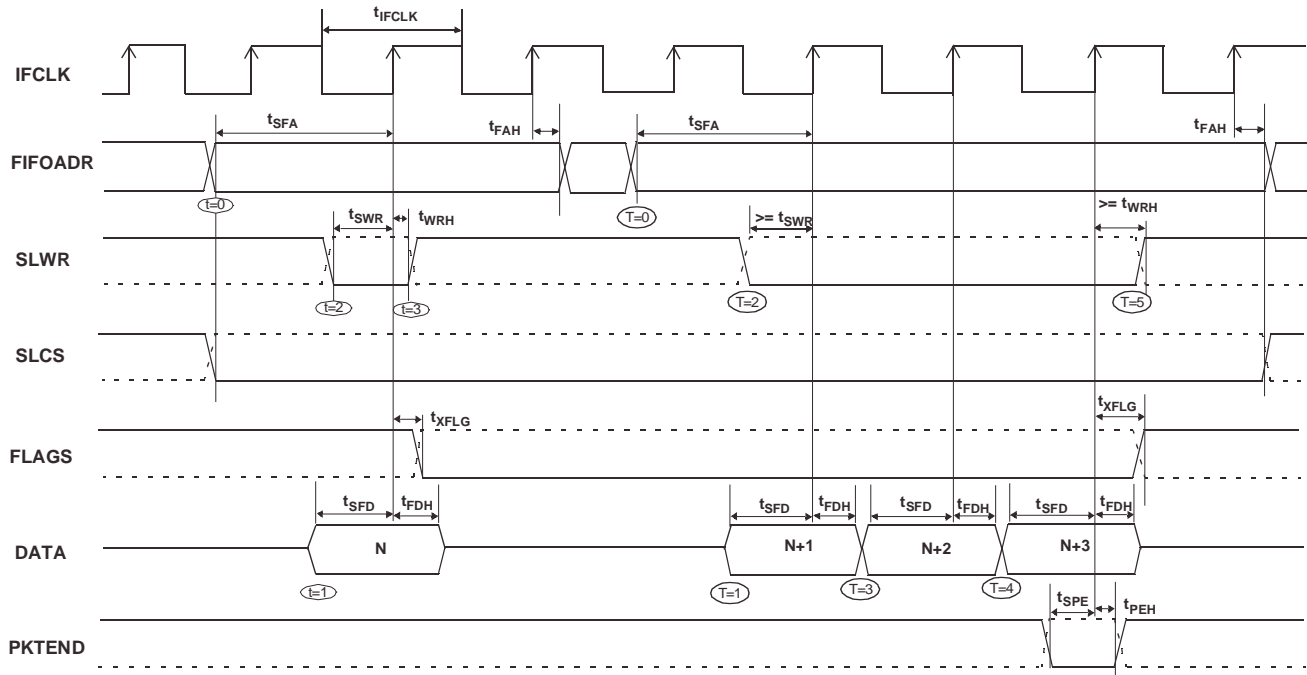 tIFCLK
IFCLK
tSFA
tFAH
tSFA
tFAH
FIFOADR
t=0
T=0
tSWR
tWRH
>= tSWR
>= tWRH
SLWR
t=2
t=3
T=2
T=5
SLCS
tXFLG
tXFLG
FLAGS
tSFD
tFDH
tSFD
tFDH
tSFD
tFDH
tSFD
tFDH
DATA
N
N+1
N+2
N+3
t=1
T=1
T=3
T=4
tSPE
tPEH
PKTEND